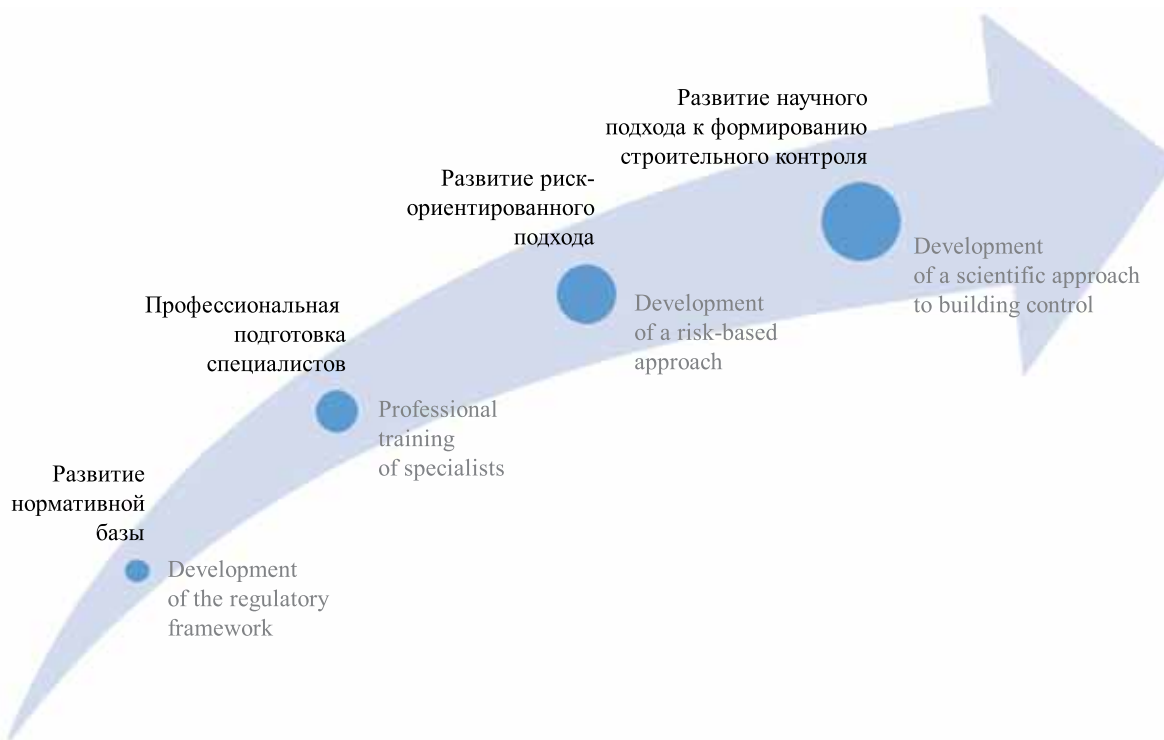 Развитие научного
подхода к формированию
строительного контроля
Development
of a scientific approach
to building control
Развитие риск-
ориентированного
подхода
Development
of a risk-based
approach
Профессиональная
подготовка
специалистов
Professional
training
of specialists
Развитие
нормативной
базы
Development
of the regulatory
framework